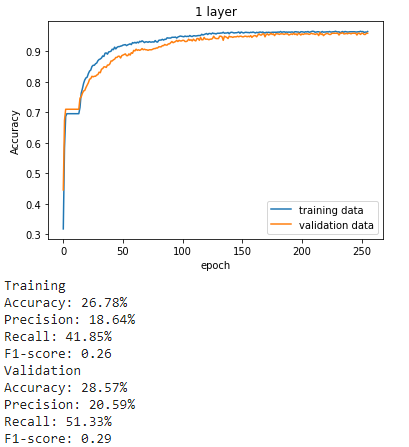 1 layer
Accuracy
0.9
0.8
0.7
0.6
0.5
0.4
0.3
training data
validation data
0 50 100 150 200 250
epoch
Training
Accuracy: 26.78%
Precision: 18.64%
Recall: 41.85%
F1-score: 0.26
Validation
Accuracy: 28.57%
Precision: 20.59%
Recall: 51.33%
F1-score: 0.29